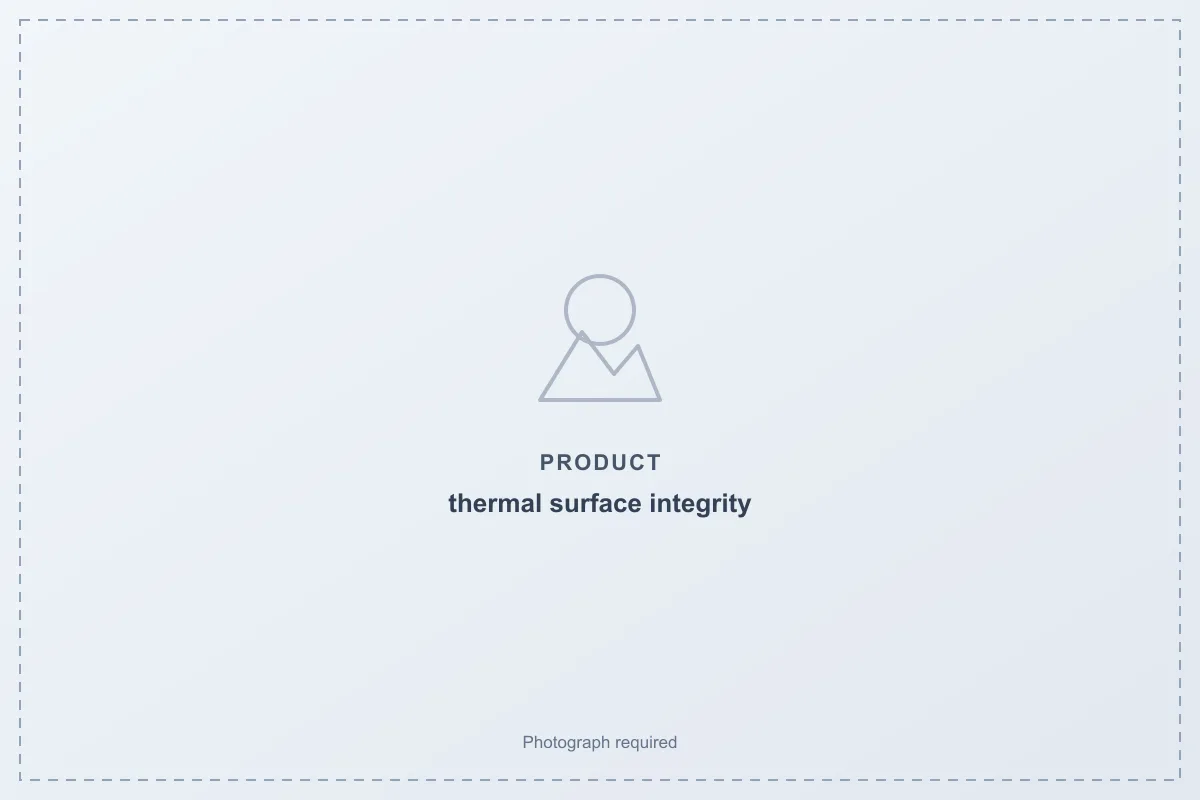 PRODUCT
thermal surface integrity
Photograph required